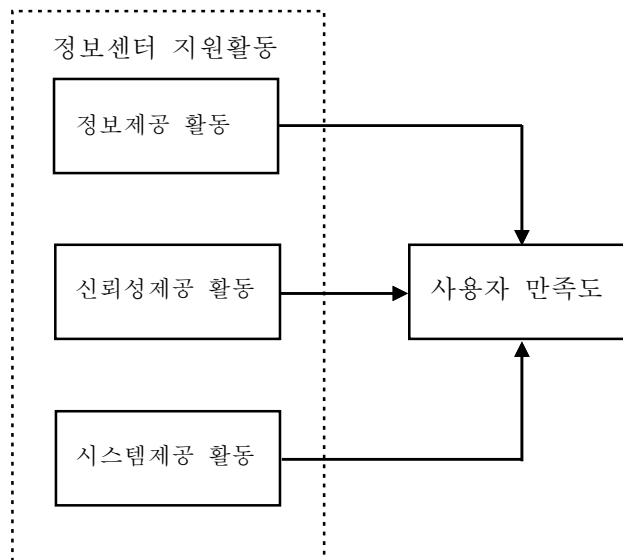 정보센터 지원활동
정보제공 활동
신뢰성제공 활동
사용자 만족도
시스템제공 활동